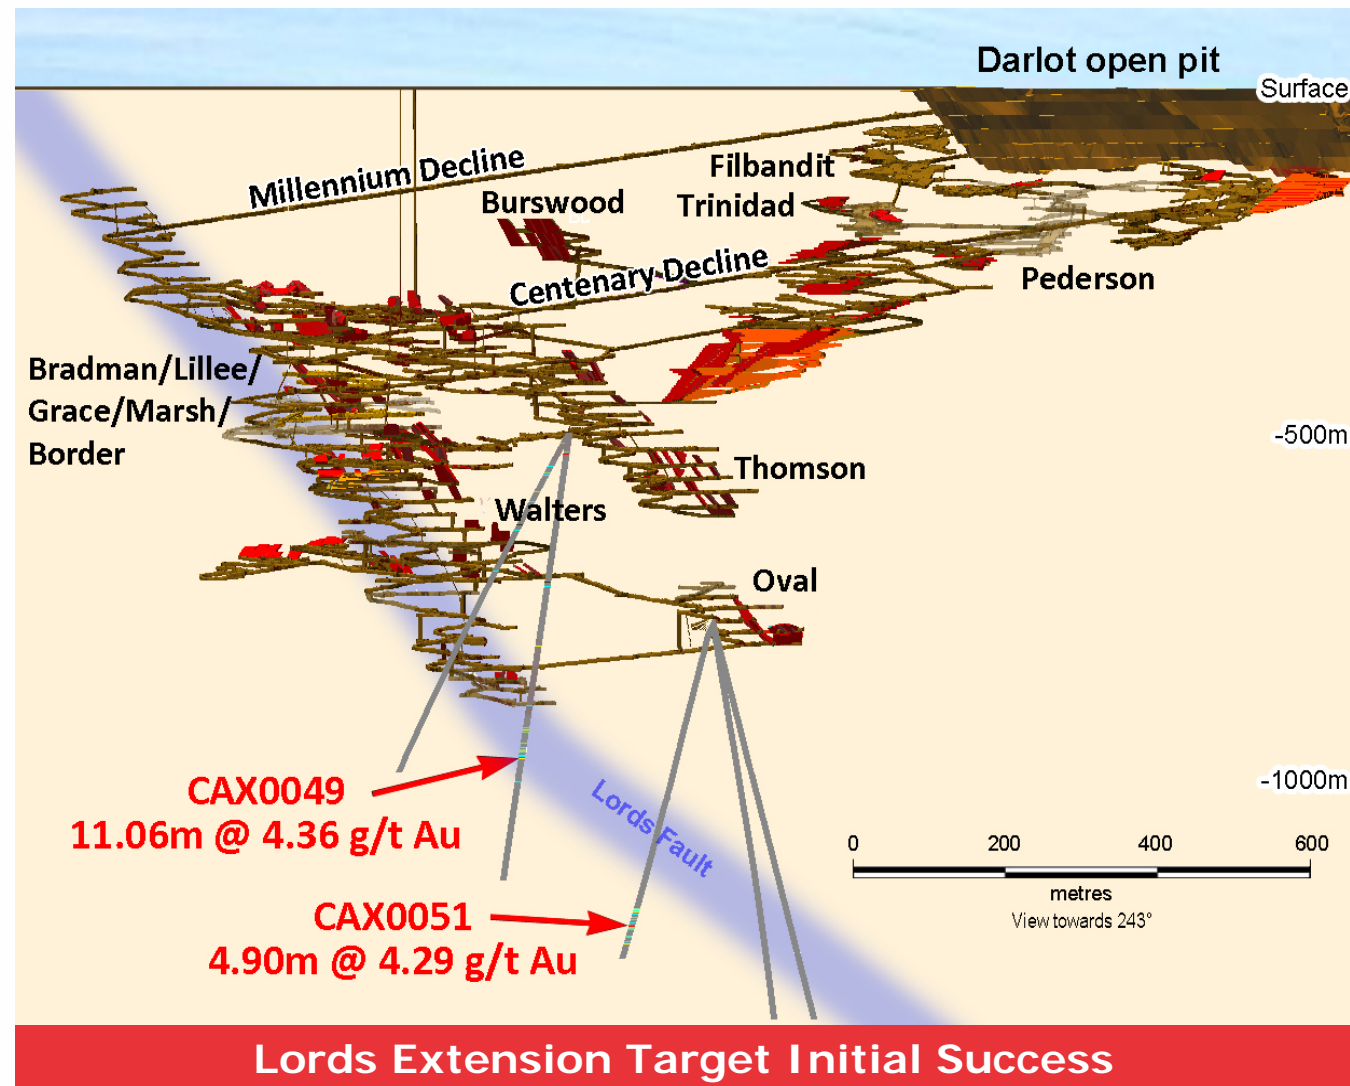 Darlot open pit
Surface
Millennium Decline
Filbandit
Burswood
Trinidad
Centenary Decline
Pederson
Bradman/Lillee/
Grace/Marsh/
Border
-500m
Thomson
Walters
Oval
-1000m
CAX0049
11.06m @ 4.36 g/t Au
Lords Fault
0 200 400 600
metres
View towards 243°
CAX0051
4.90m @ 4.29 g/t Au
Lords Extension Target Initial Success